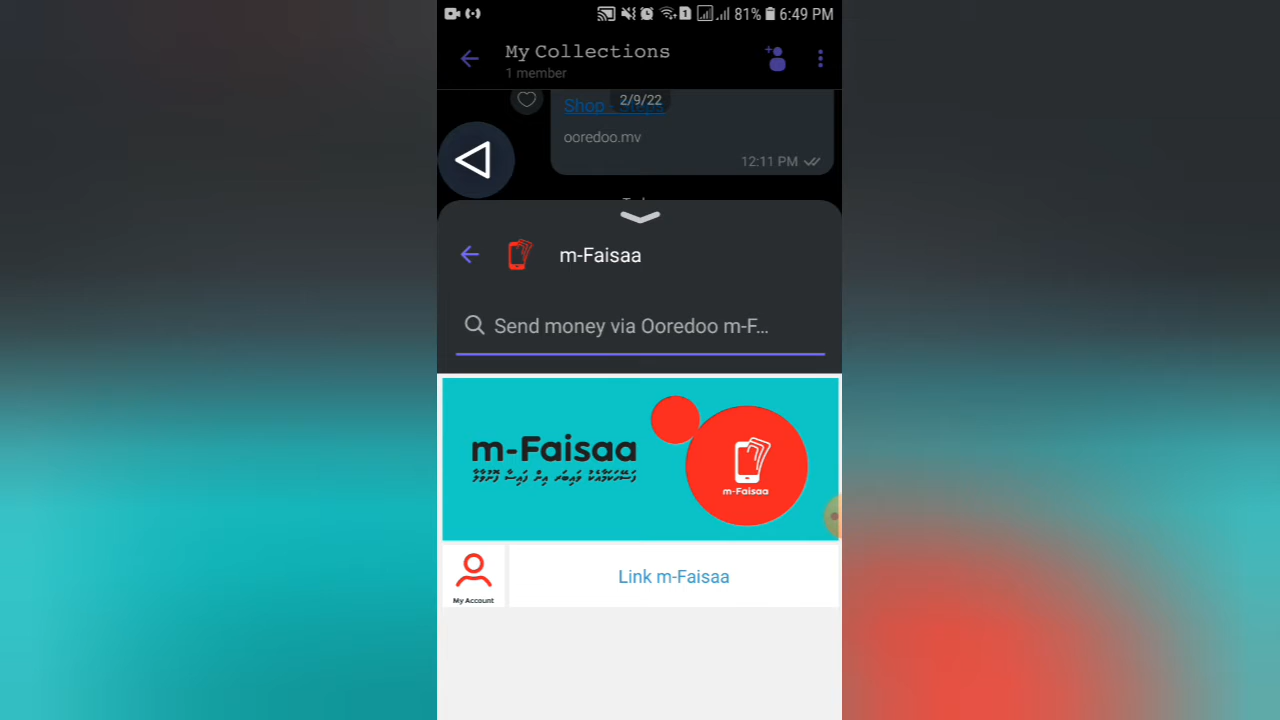 81% 6:49 PM
My Collections
1 member
2/9/22
ooredoo.mv
12:11 PM
m-Faisaa
Send money via Ooredoo m-F...
m-Faisaa
m-Faisaa
My Account
Link m-Faisaa